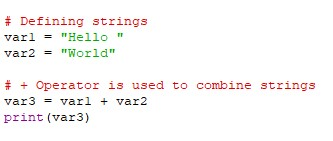 # Defining strings
var1 = "Hello "
var2 = "World"
# + Operator is used to combine strings
var3 = var1 + var2
print(var3)